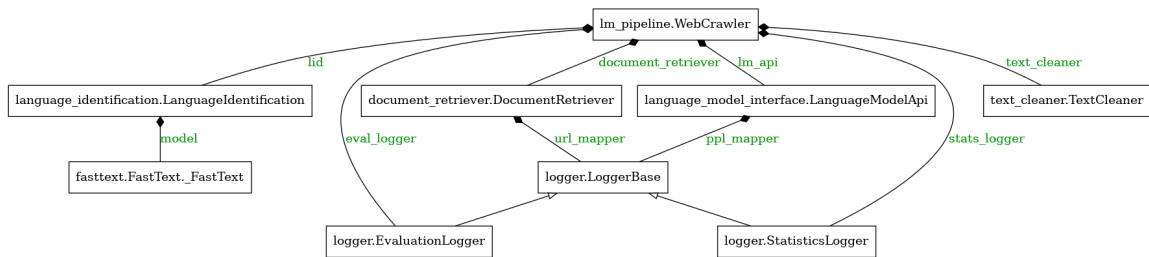 lm_pipeline.WebCrawler
lid
document_retriever
lm_api
text_cleaner
language_identification.LanguageIdentification
document_retriever.DocumentRetriever
language_model_interface.LanguageModelApi
text_cleaner.TextCleaner
model
eval_logger
url_mapper
ppl_mapper
stats_logger
fasttext.FastText._FastText
logger.LoggerBase
logger.EvaluationLogger
logger.StatisticsLogger